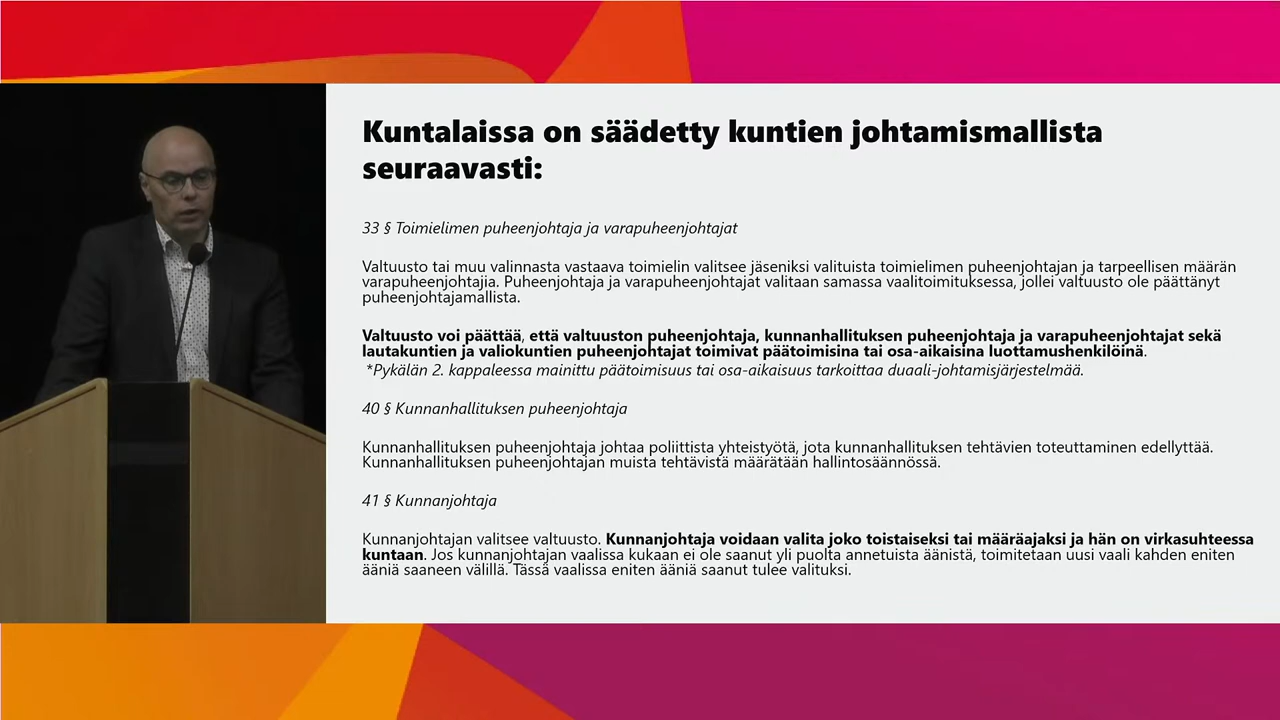 Kuntalaissa on säädetty kuntien johtamismallista
seuraavasti:
33 § Toimielimen puheenjohtaja ja varapuheenjohtajat
Valtuusto tai muu valinnasta vastaava toimielin valitsee jäseniksi valituista toimielimen puheenjohtajan ja tarpeellisen määrän
varapuheenjohtajia. Puheenjohtaja ja varapuheenjohtajat valitaan samassa vaalitoimituksessa, jollei valtuusto ole päättänyt
puheenjohtajamallista.
Valtuusto voi päättää, että valtuuston puheenjohtaja, kunnanhallituksen puheenjohtaja ja varapuheenjohtajat sekä
lautakuntien ja valiokuntien puheenjohtajat toimivat päätoimisina tai osa-aikaisina luottamushenkilöinä.
*Pykälän 2. kappaleessa mainittu päätoimisuus tai osa-aikaisuus tarkoittaa duaali-johtamisjärjestelmää.
40 § Kunnanhallituksen puheenjohtaja
Kunnanhallituksen puheenjohtaja johtaa poliittista yhteistyötä, jota kunnanhallituksen tehtävien toteuttaminen edellyttää.
Kunnanhallituksen puheenjohtajan muista tehtävistä määrätään hallintosäännössä.
41 § Kunnanjohtaja
Kunnanjohtajan valitsee valtuusto. Kunnanjohtaja voidaan valita joko toistaiseksi tai määräajaksi ja hän on virkasuhteessa
kuntaan. Jos kunnanjohtajan vaalissa kukaan ei ole saanut yli puolta annetuista äänistä, toimitetaan uusi vaali kahden eniten
ääniä saaneen välillä. Tässä vaalissa eniten ääniä saanut tulee valituksi.